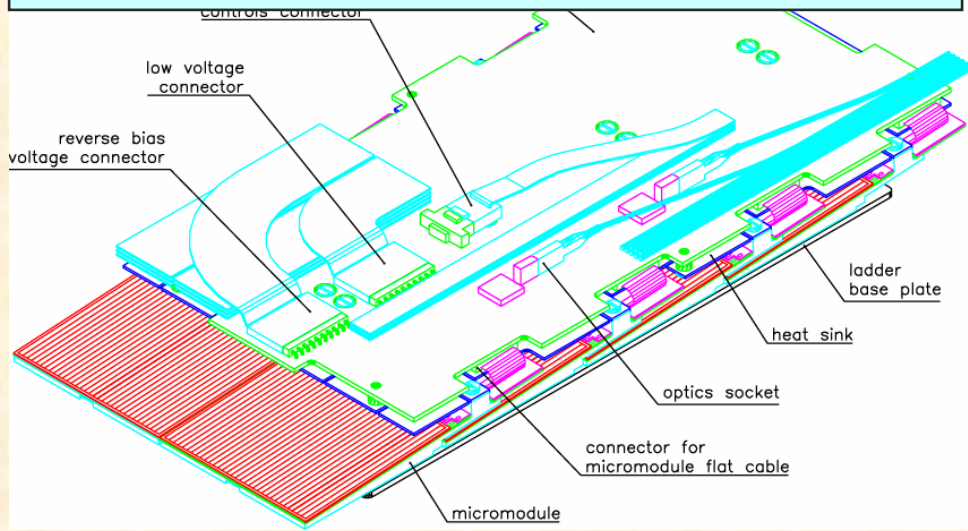 controls connector
low voltage
connector
reverse bias
voltage connector
ladder
base plate
heat sink
optics socket
connector for
micromodule flat cable
micromodule